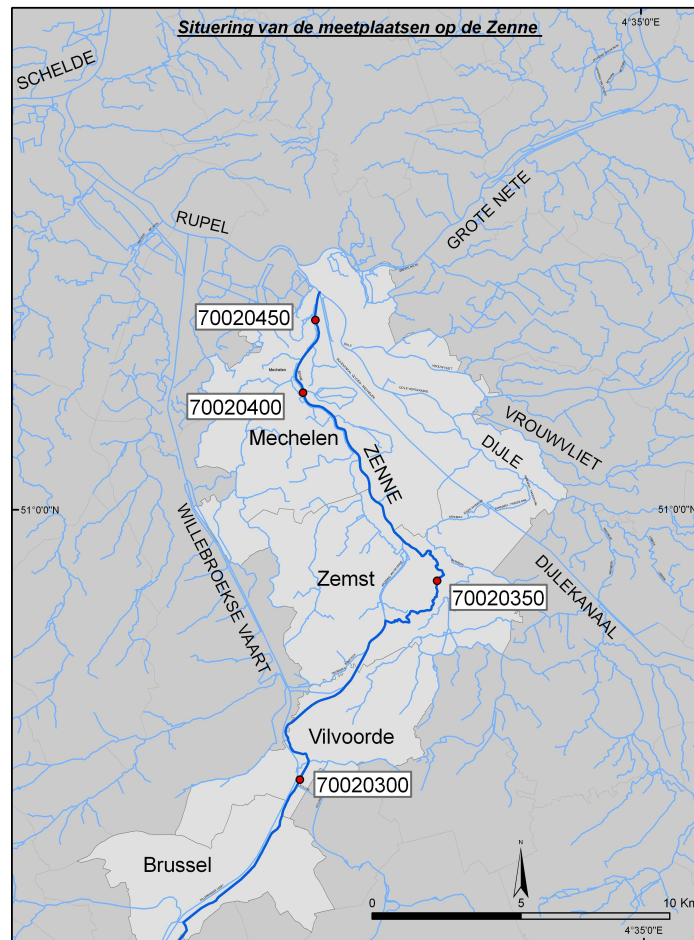 Situering van de meetplaatsen op de Zenne
4°35'0"E
SCHELDE
RUPEL
GROTE NETE
70020450
Mechelen
70020400
Mechelen
ZENNE
DIJLE
VROUWVLIET
51°0'0"N
51°0'0"N
WILLEBROEKSE VAART
Zemst
70020350
DIJLEKANAAL
Vilvoorde
70020300
Brussel
N
0 5 10 Km
4°35'0"E